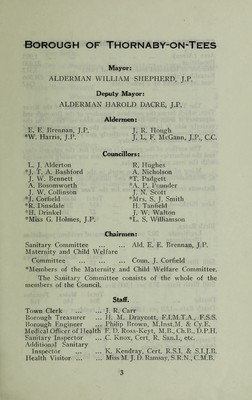 BOROUGH OF THORNABY-ON-TEES
Mayor:
ALDERMAN WILLIAM SHEPHERD, J.P.
Deputy Mayor:
ALDERMAN HAROLD DACRE, J.P.
Aldermen:
E. E. Brennan, J.P. J. R. Hough
*W. Harris, J.P. J. L. F. McGann, J.P., C.C.
Councillors:
L. J. Alderton R. Hughes
*J. T. A. Bashford A. Nicholson
J. W. Bennett *T. Padgett
A. Bosomworth *A. P. Pounder
J. W. Collinson J. N. Scott
*J. Corfield *Mrs. S. J. Smith
*R. Dinsdale H. Tanfield
*H. Drinkel J. W. Walton
*Miss G. Holmes, J.P. *L. S. Williamson
Chairmen:
Sanitary Committee ... ... Ald. E. E. Brennan, J.P.
Maternity and Child Welfare
Committee ... ... ... Coun. J. Corfield
*Members of the Maternity and Child Welfare Committee.
The Sanitary Committee consists of the whole of the
members of the Council.
Staff.
Town Clerk ... ... J. R. Carr
Borough Treasurer ... H. M. Draycott, F.I.M.T.A., F.S.S.
Borough Engineer ... Philip Brown, M.Inst.M. & Cy.E.
Medical Officer of Health F. D. Ross-Keyt, M.B., Ch.B., D.P.H.
Sanitary Inspector ... C. Knox, Cert. R. San.I., etc.
Additional Sanitary
Inspector ... ... K. Kendray, Cert. R.S.I. & S.I.J.B.
Health Visitor ... ... Miss M. J. D. Ramsay, S.R.N., C.M.B.
3